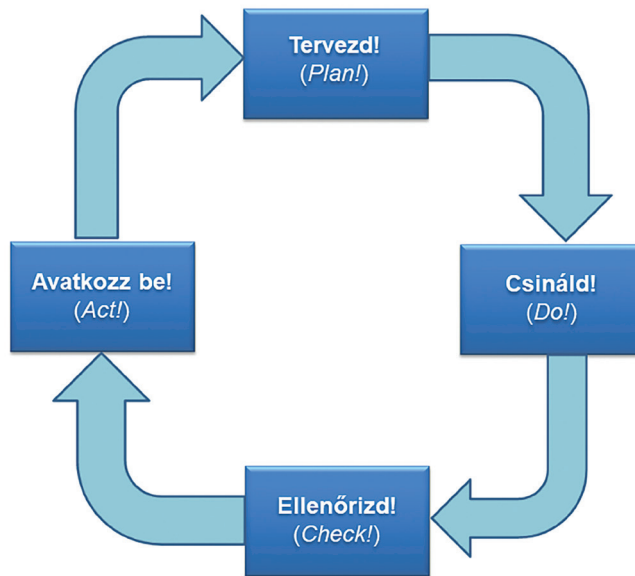 Tervezd!
(Plan!)
Csináld!
(Do!)
Ellenőrizd!
(Check!)
Avatkozz be!
(Act!)